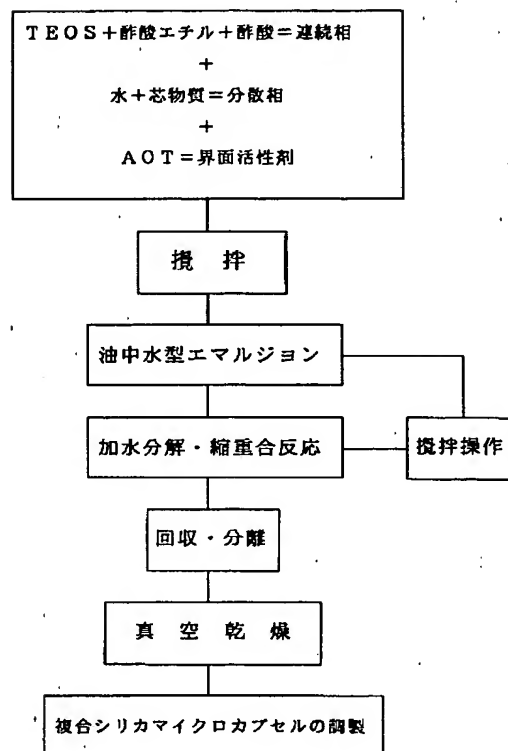 TEOS+酢酸エチル+酢酸=連続相
+
水+芯物質=分散相
+
AOT=界面活性剤
攪 拌
油中水型エマルジョン
加水分解・縮重合反応
攪拌操作
回収・分離
真 空 乾 燥
複合シリカマイクロカプセルの調製